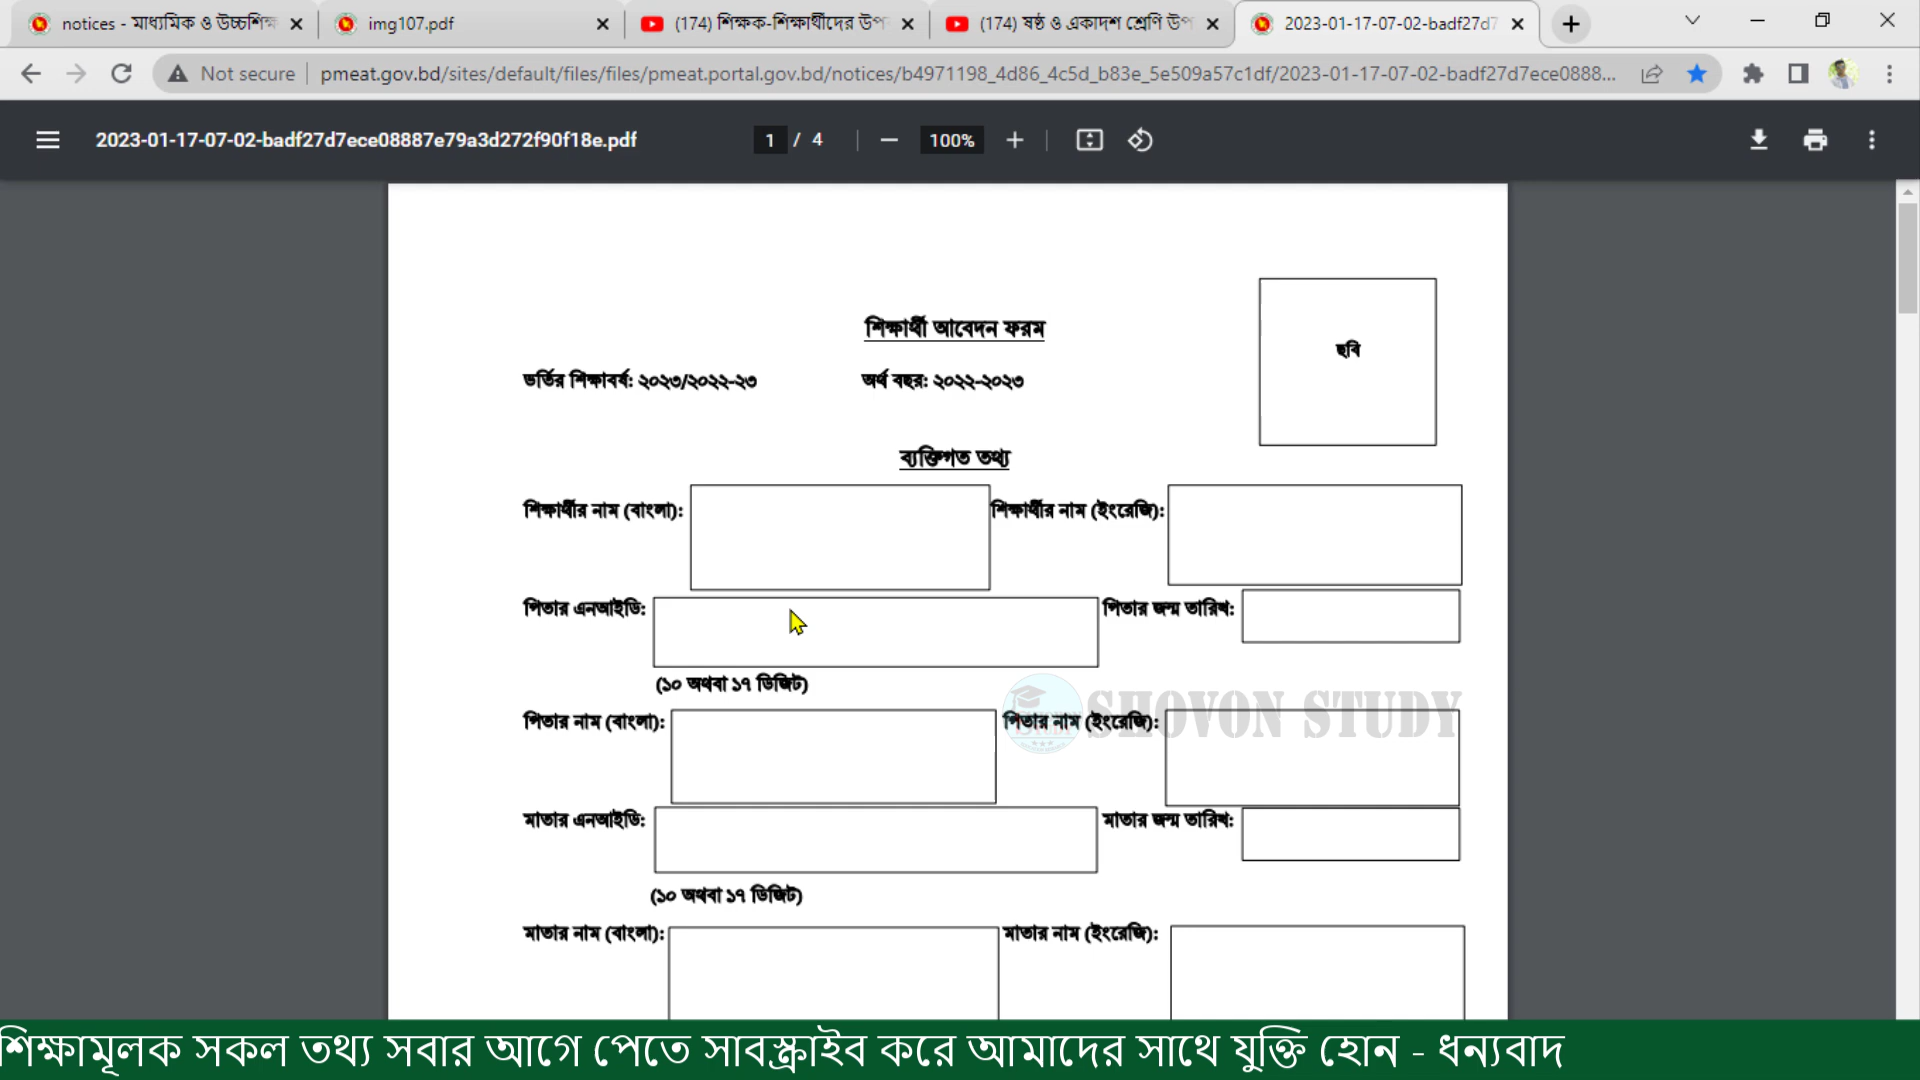 notices - মাধ্যমিক ও উচ্চশিক্ষ
img107.pdf
(174) শিক্ষক-শিক্ষার্থীদের উপ
(174) ষষ্ঠ ও একাদশ শ্রেণি উপ
2023-01-17-07-02-badf27d7
Not secure
pmeat.gov.bd/sites/default/files/files/pmeat.portal.gov.bd/notices/b4971198_4d86_4c5d_b83e_5e509a57c1df/2023-01-17-07-02-badf27d7ece0888...
2023-01-17-07-02-badf27d7ece08887e79a3d272f90f18e.pdf
1 / 4
100%
শিক্ষার্থী আবেদন ফরম
ছবি
ভর্তির শিক্ষাবর্ষ: ২০২৩/২০২২-২৩ অর্থ বছর: ২০২২-২০২৩
ব্যক্তিগত তথ্য
শিক্ষার্থীর নাম (বাংলা): শিক্ষার্থীর নাম (ইংরেজি):
পিতার এনআইডি: পিতার জন্ম তারিখ:
(১০ অথবা ১৭ ডিজিট)
SHOVON STUDY
পিতার নাম (বাংলা): পিতার নাম (ইংরেজি):
মাতার এনআইডি: মাতার জন্ম তারিখ:
(১০ অথবা ১৭ ডিজিট)
মাতার নাম (বাংলা): মাতার নাম (ইংরেজি):
শিক্ষামূলক সকল তথ্য সবার আগে পেতে সাবস্ক্রাইব করে আমাদের সাথে যুক্তি হোন - ধন্যবাদ